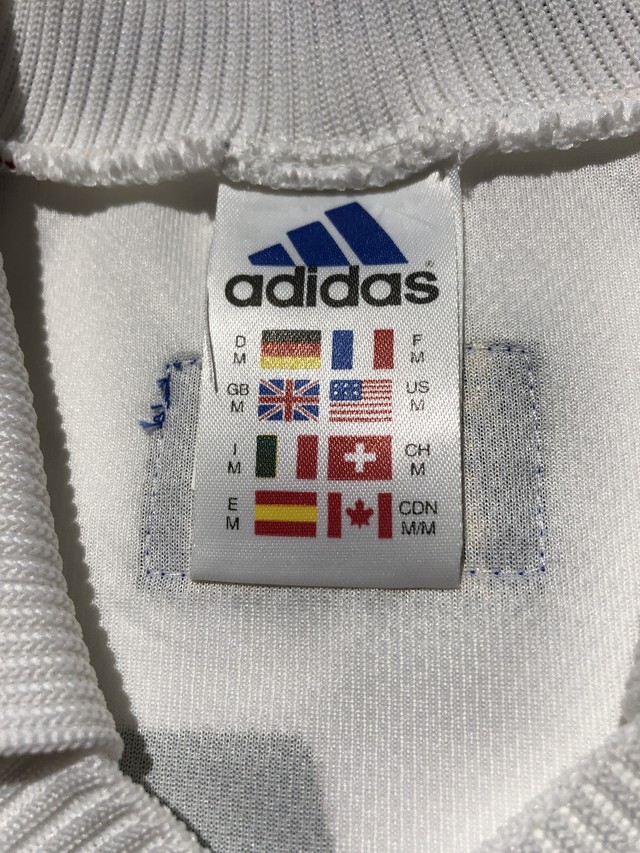 adidas®
D M F M
GB M US M
I M CH M
E M CDN M/M